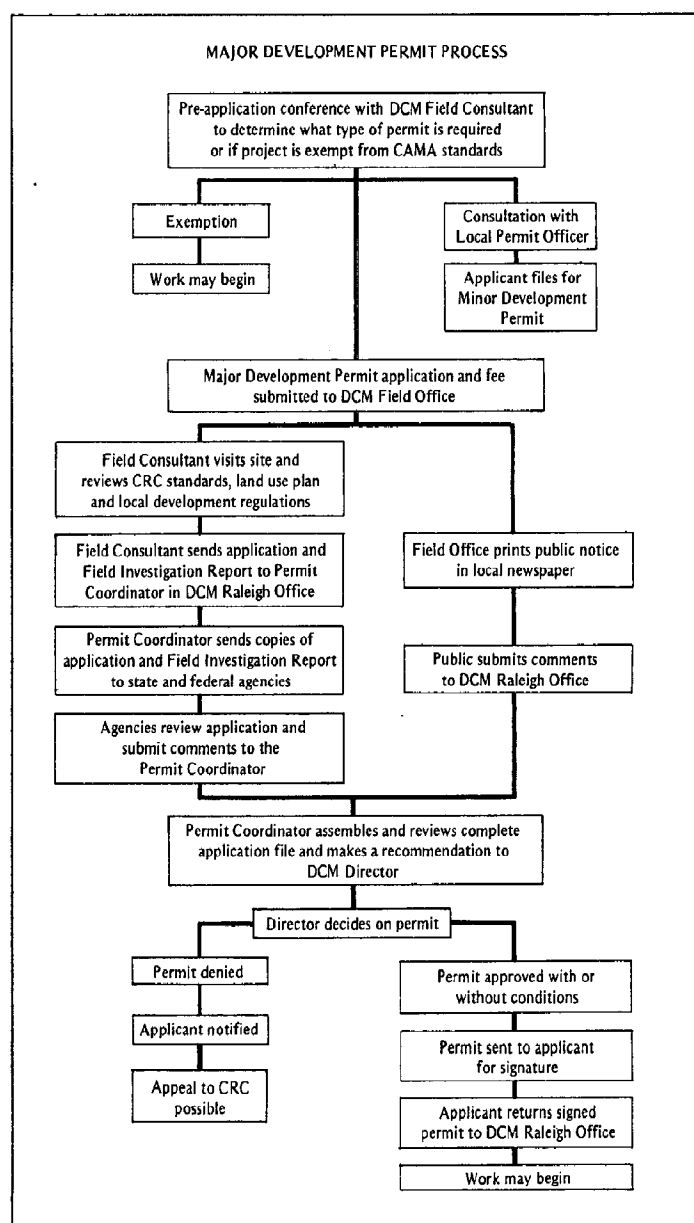 MAJOR DEVELOPMENT PERMIT PROCESS
Pre-application conference with DCM Field Consultant
to determine what type of permit is required
or if project is exempt from CAMA standards
Exemption
Work may begin
Consultation with
Local Permit Officer
Applicant files for
Minor Development
Permit
Major Development Permit application and fee
submitted to DCM Field Office
Field Consultant visits site and
reviews CRC standards, land use plan
and local development regulations
Field Consultant sends application and
Field Investigation Report to Permit
Coordinator in DCM Raleigh Office
Permit Coordinator sends copies of
application and Field Investigation Report
to state and federal agencies
Agencies review application and
submit comments to the
Permit Coordinator
Field Office prints public notice
in local newspaper
Public submits comments
to DCM Raleigh Office
Permit Coordinator assembles and reviews complete
application file and makes a recommendation to
DCM Director
Director decides on permit
Permit denied
Applicant notified
Appeal to CRC
possible
Permit approved with or
without conditions
Permit sent to applicant
for signature
Applicant returns signed
permit to DCM Raleigh Office
Work may begin